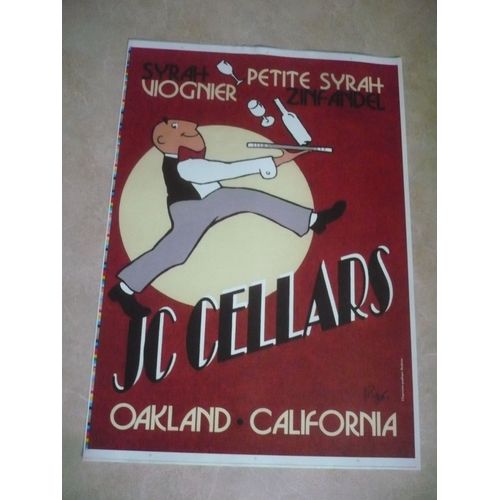 SYRAH PETITE SYRAH
VIOGNIER ZINFANDEL
JC CELLARS
OAKLAND • CALIFORNIA